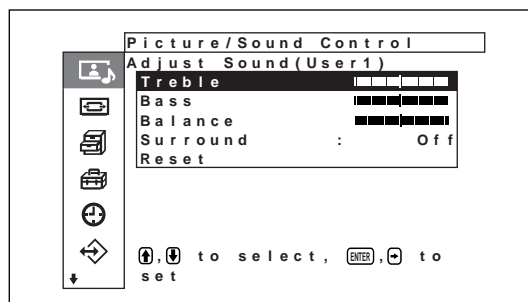 Picture/Sound Control
Adjust Sound(User1)
Treble
Bass
Balance
Surround : Off
Reset
↑,↓ to select, ENTER,→ to
set